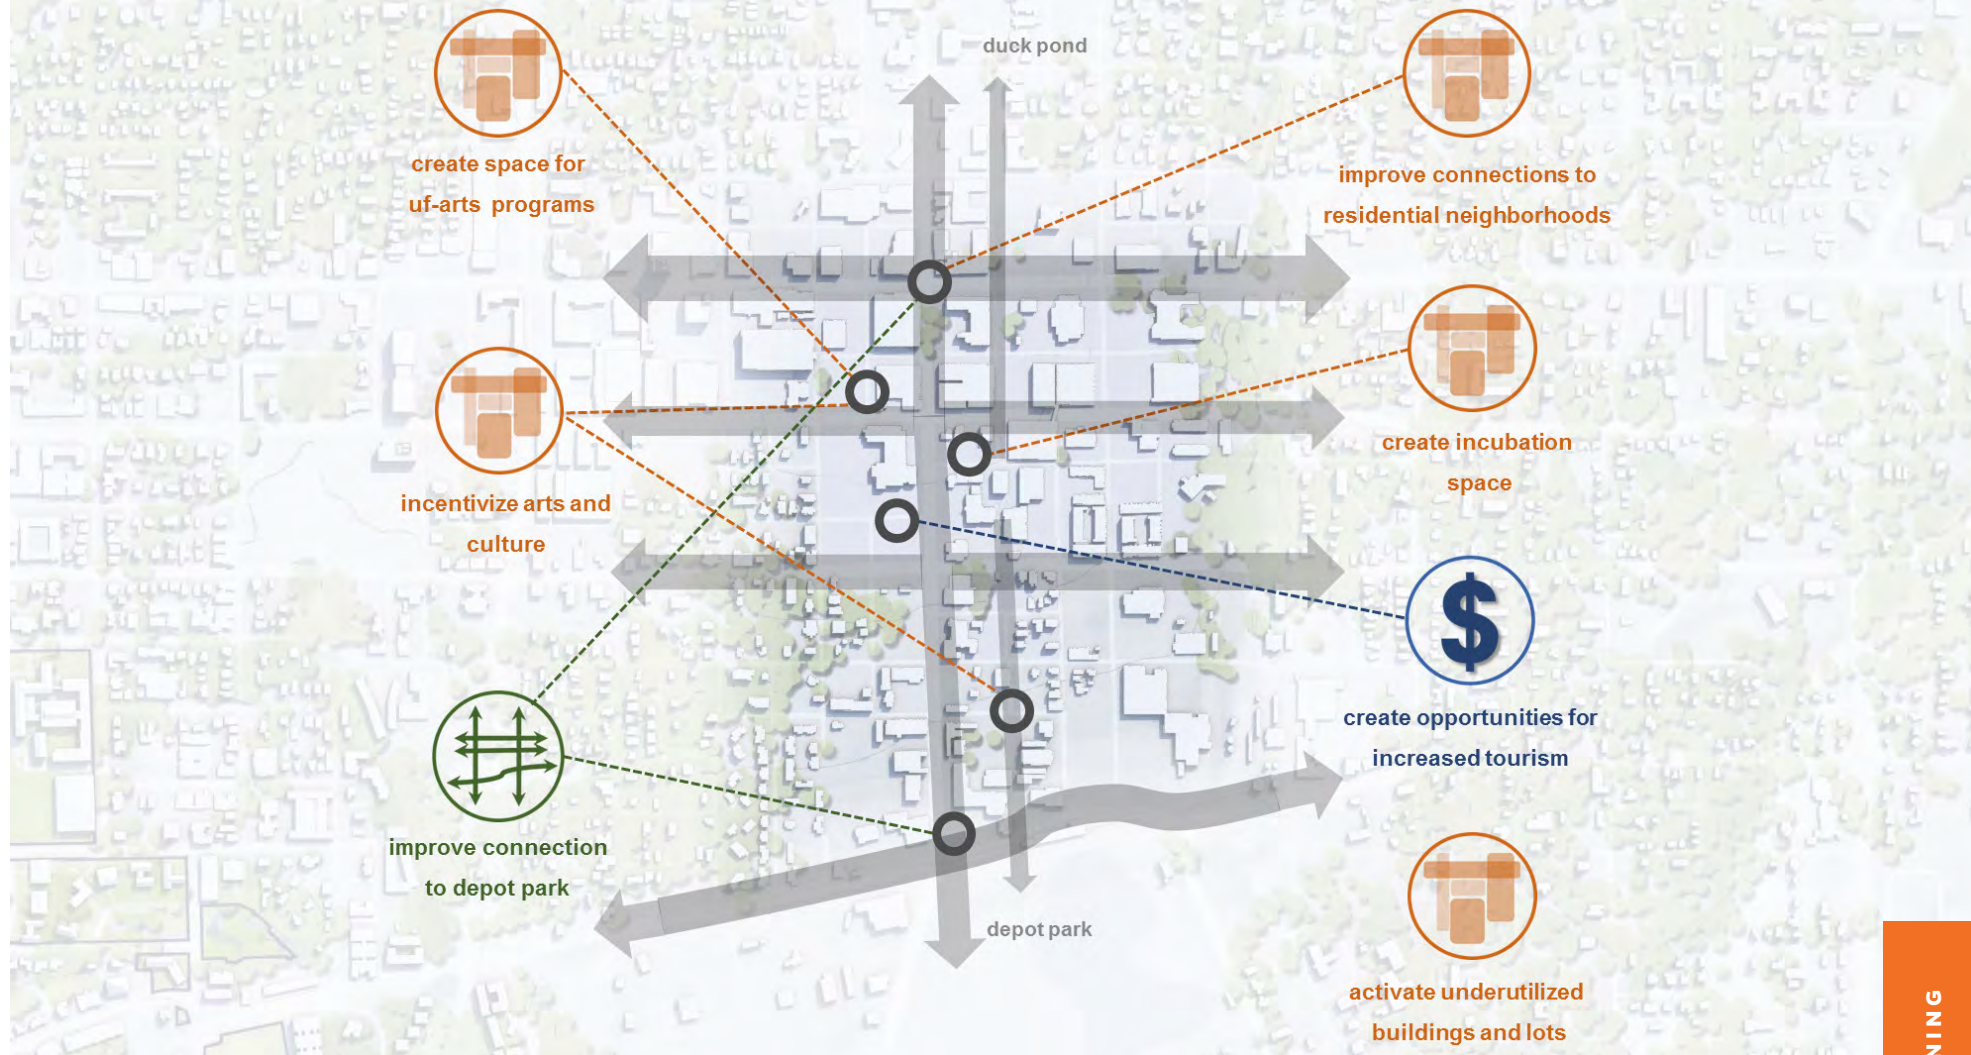 duck pond
create space for
uf-arts programs
improve connections to
residential neighborhoods
incentivize arts and
culture
create incubation
space
$
create opportunities for
increased tourism
improve connection
to depot park
depot park
activate underutilized
buildings and lots